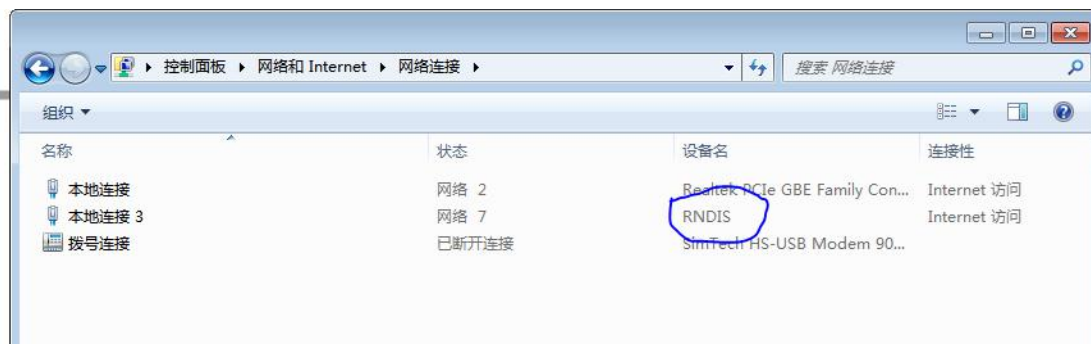 控制面板 ▸ 网络和 Internet ▸ 网络连接 ▸
搜索 网络连接
组织 ▼
名称 状态 设备名 连接性
本地连接 网络 2 Realtek PCIe GBE Family Con... Internet 访问
本地连接 3 网络 7 RNDIS Internet 访问
拨号连接 已断开连接 SimTech HS-USB Modem 90...